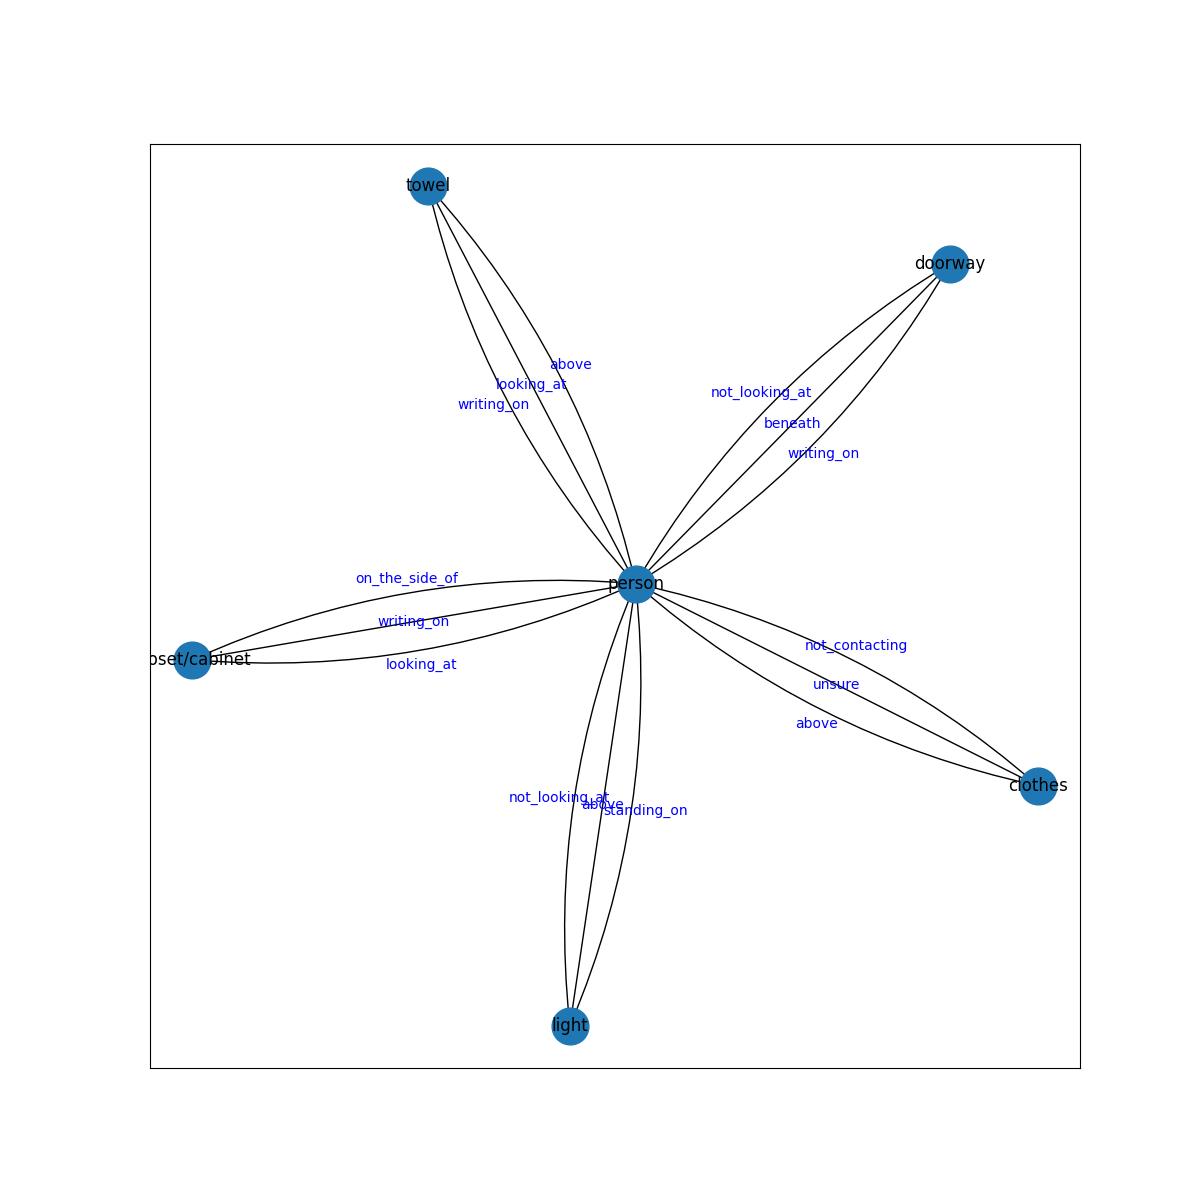 towel
doorway
above
looking_at
not_looking_at
writing_on
beneath
writing_on
on_the_side_of
person
writing_on
not_contacting
oset/cabinet
looking_at
unsure
above
clothes
not_looking_at
above
standing_on
light